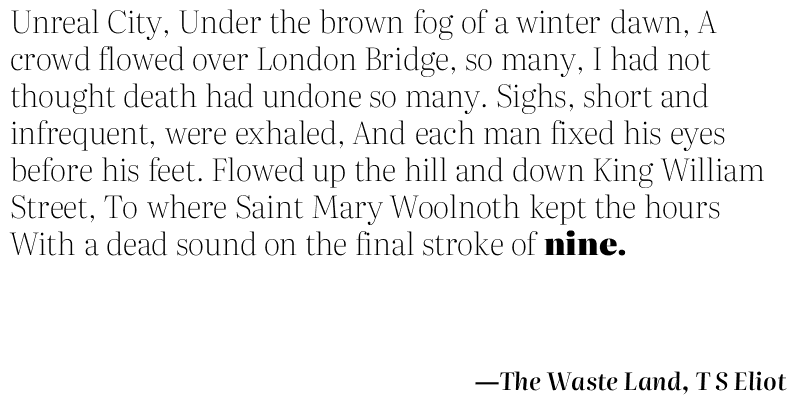 Unreal City, Under the brown fog of a winter dawn, A
crowd flowed over London Bridge, so many, I had not
thought death had undone so many. Sighs, short and
infrequent, were exhaled, And each man fixed his eyes
before his feet. Flowed up the hill and down King William
Street, To where Saint Mary Woolnoth kept the hours
With a dead sound on the final stroke of nine.
—The Waste Land, T S Eliot